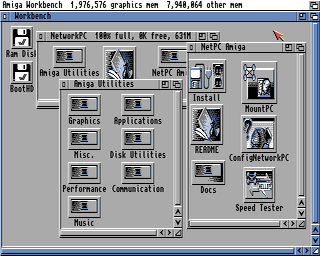 Amiga Workbench  1,976,576 graphics mem  7,940,064 other mem
Workbench
Ram Disk
BootHD
NetworkPC  100% full, 0K free, 631M
Amiga Utilities
NetPC Am
Amiga Utilities
Graphics
Applications
Misc.
Disk Utilities
Performance
Communication
Music
NetPC Amiga
Install
MountPC
README
ConfigNetworkPC
Docs
HELLO!
Speed Tester